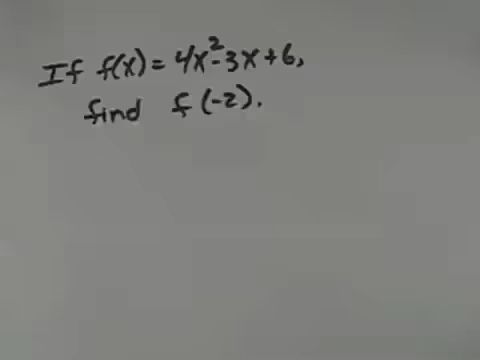 If f(x) = 4x² - 3x + 6,
find f(-2).